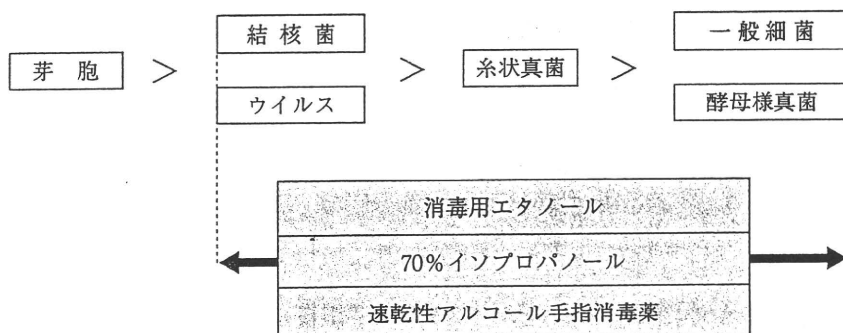 結核菌
一般細菌
芽胞
>
>
糸状真菌
>
ウイルス
酵母様真菌
消毒用エタノール
70%イソプロパノール
速乾性アルコール手指消毒薬